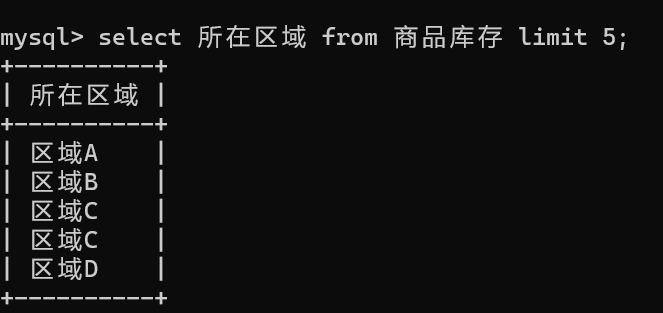 mysql> select 所在区域 from 商品库存 limit 5;
+----------+
| 所在区域 |
+----------+
| 区域A    |
| 区域B    |
| 区域C    |
| 区域C    |
| 区域D    |
+----------+